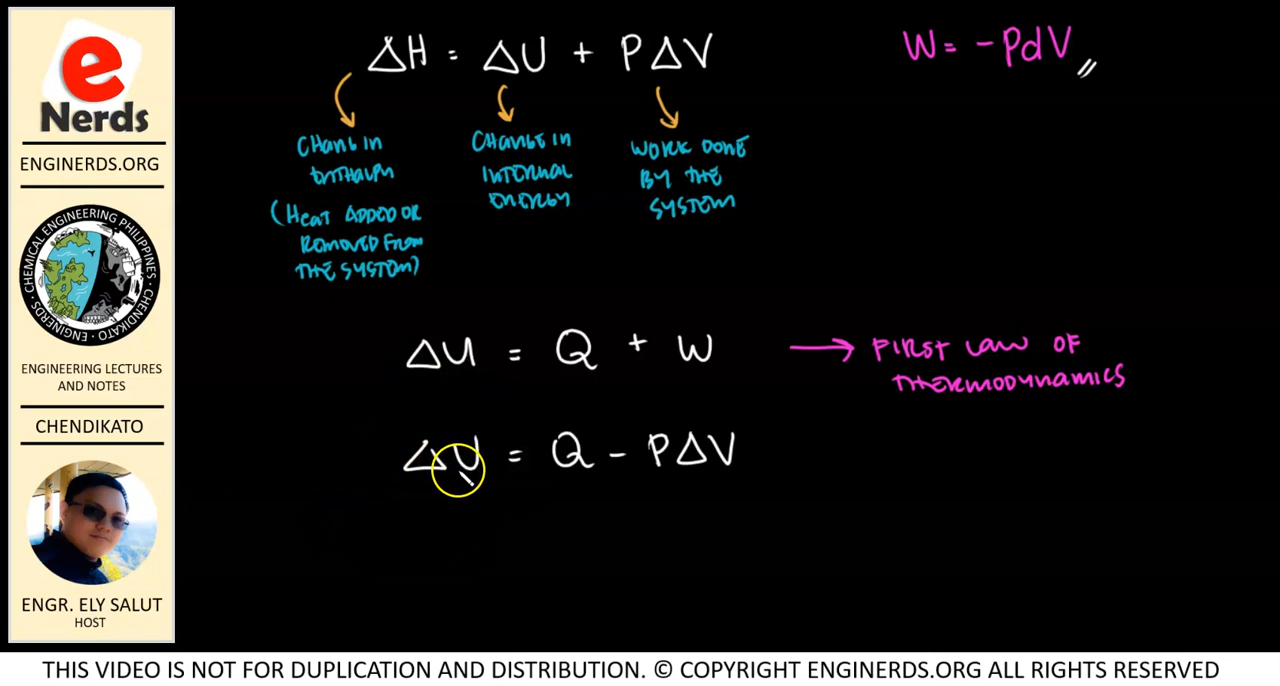 e
Nerds
ENGINERDS.ORG
CHEMICAL ENGINEERING PHILIPPINES
· CHENDIKATO · ENGINERDS ·
ENGINEERING LECTURES
AND NOTES
CHENDIKATO
ENGR. ELY SALUT
HOST
ΔH = ΔU + PΔV
W = -PdV
CHANGE IN
ENTHALPY
(HEAT ADDED OR
REMOVED FROM
THE SYSTEM)
CHANGE IN
INTERNAL
ENERGY
WORK DONE
BY THE
SYSTEM
ΔU = Q + W
FIRST LAW OF
THERMODYNAMICS
ΔU = Q - PΔV
THIS VIDEO IS NOT FOR DUPLICATION AND DISTRIBUTION. © COPYRIGHT ENGINERDS.ORG ALL RIGHTS RESERVED